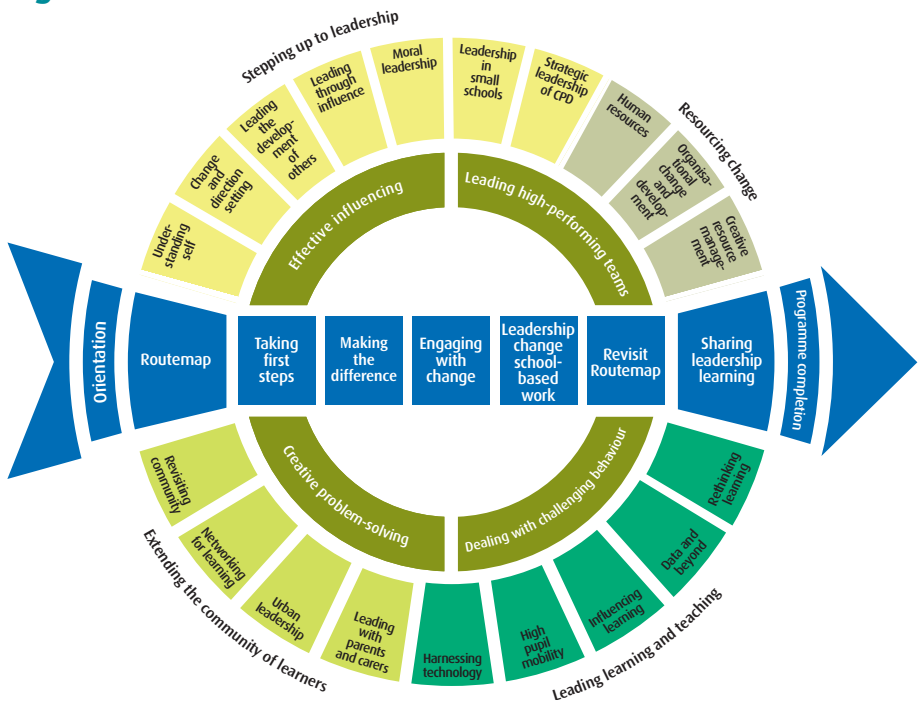 Stepping up to leadership
Under-
standing
self
Change
and
direction
setting
Leading
the
develop-
ment
of
others
Leading
through
influence
Moral
leadership
Leadership
in
small
schools
Strategic
leadership
of CPD
Resourcing change
Human
resources
Organisa-
tional
change
and
develop-
ment
Creative
resource
manage-
ment
Effective influencing
Leading high-performing teams
Orientation
Routemap
Taking
first
steps
Making
the
difference
Engaging
with
change
Leadership
change
school-
based
work
Revisit
Routemap
Sharing
leadership
learning
Programme completion
Creative problem-solving
Dealing with challenging behaviour
Revisiting
community
Networking
for learning
Urban
leadership
Leading
with
parents
and carers
Extending the community of learners
Harnessing
technology
High
pupil
mobility
Influencing
learning
Data and
beyond
Rethinking
learning
Leading learning and teaching